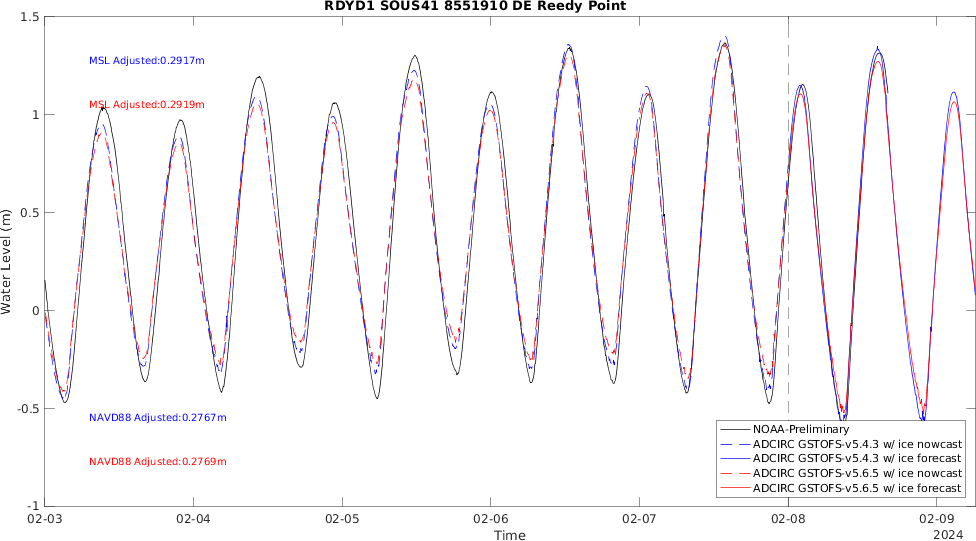 RDYD1 SOUS41 8551910 DE Reedy Point
1.5
MSL Adjusted:0.2917m
MSL Adjusted:0.2919m
1
0.5
Water Level (m)
0
-0.5
NAVD88 Adjusted:0.2767m
NAVD88 Adjusted:0.2769m
NOAA-Preliminary
ADCIRC GSTOFS-v5.4.3 w/ ice nowcast
ADCIRC GSTOFS-v5.4.3 w/ ice forecast
ADCIRC GSTOFS-v5.6.5 w/ ice nowcast
ADCIRC GSTOFS-v5.6.5 w/ ice forecast
-1
02-03 02-04 02-05 02-06 02-07 02-08 02-09
Time
2024